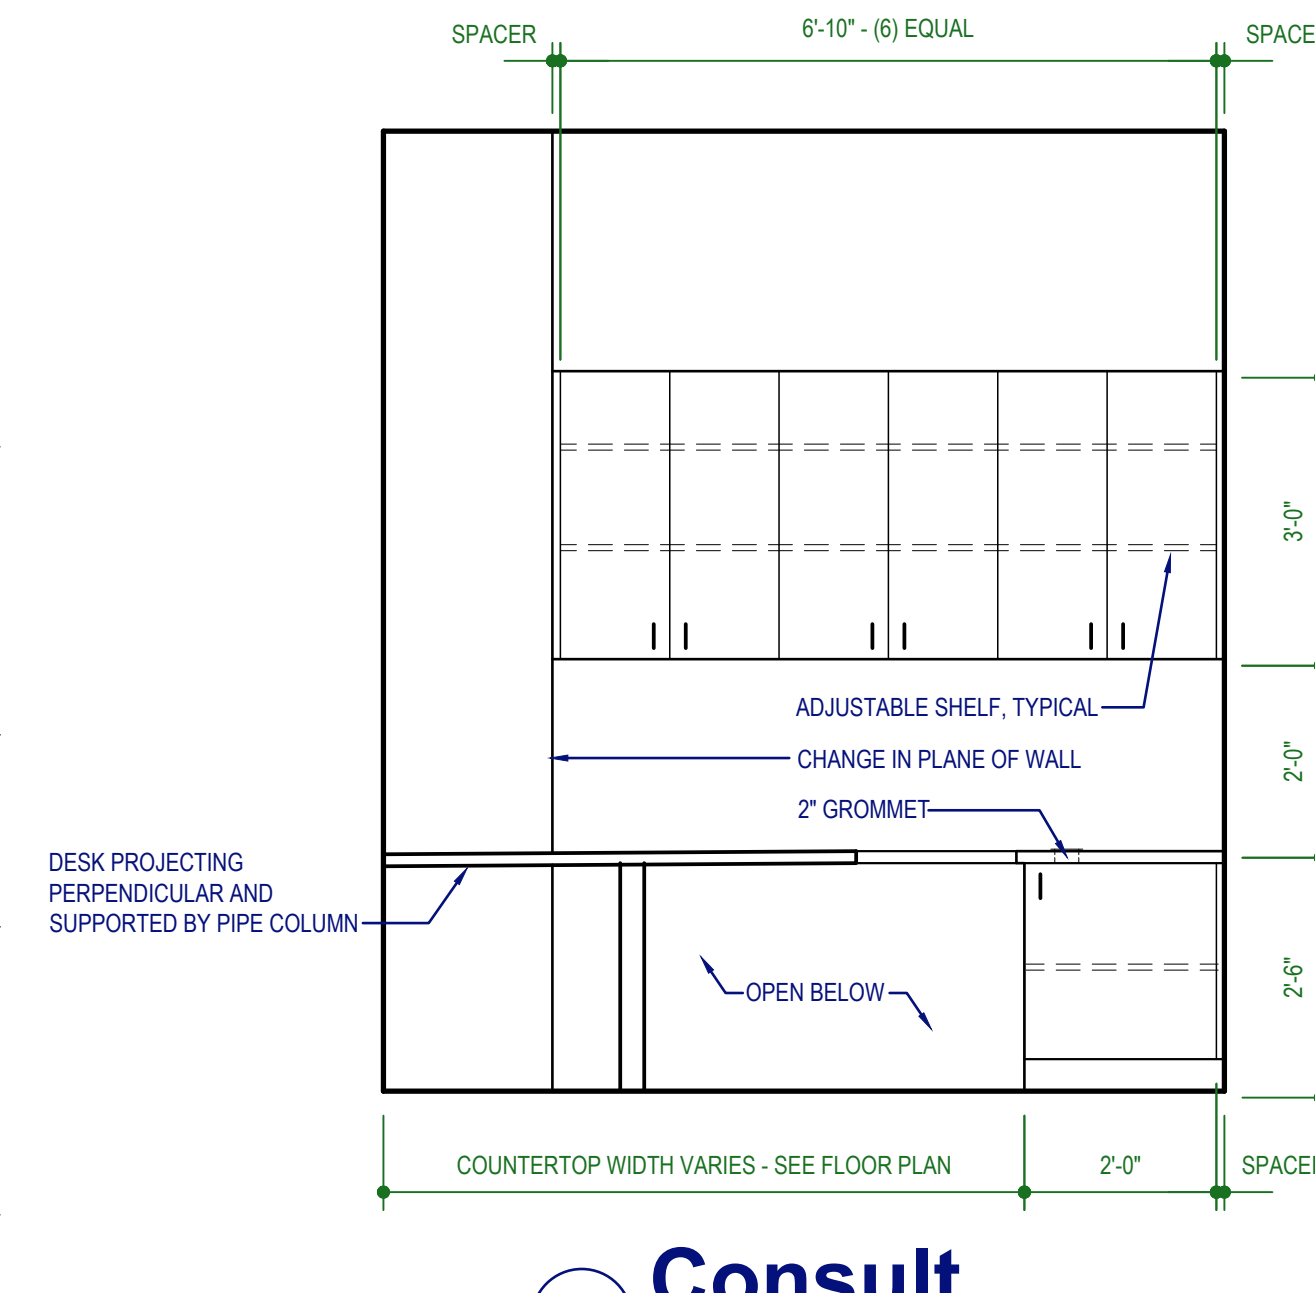 SPACER
6'-10" - (6) EQUAL
SPACE
3'-0"
ADJUSTABLE SHELF, TYPICAL
CHANGE IN PLANE OF WALL
2'-0"
2" GROMMET
DESK PROJECTING
PERPENDICULAR AND
SUPPORTED BY PIPE COLUMN
OPEN BELOW
2'-6"
COUNTERTOP WIDTH VARIES - SEE FLOOR PLAN
2'-0"
SPACER
Consult